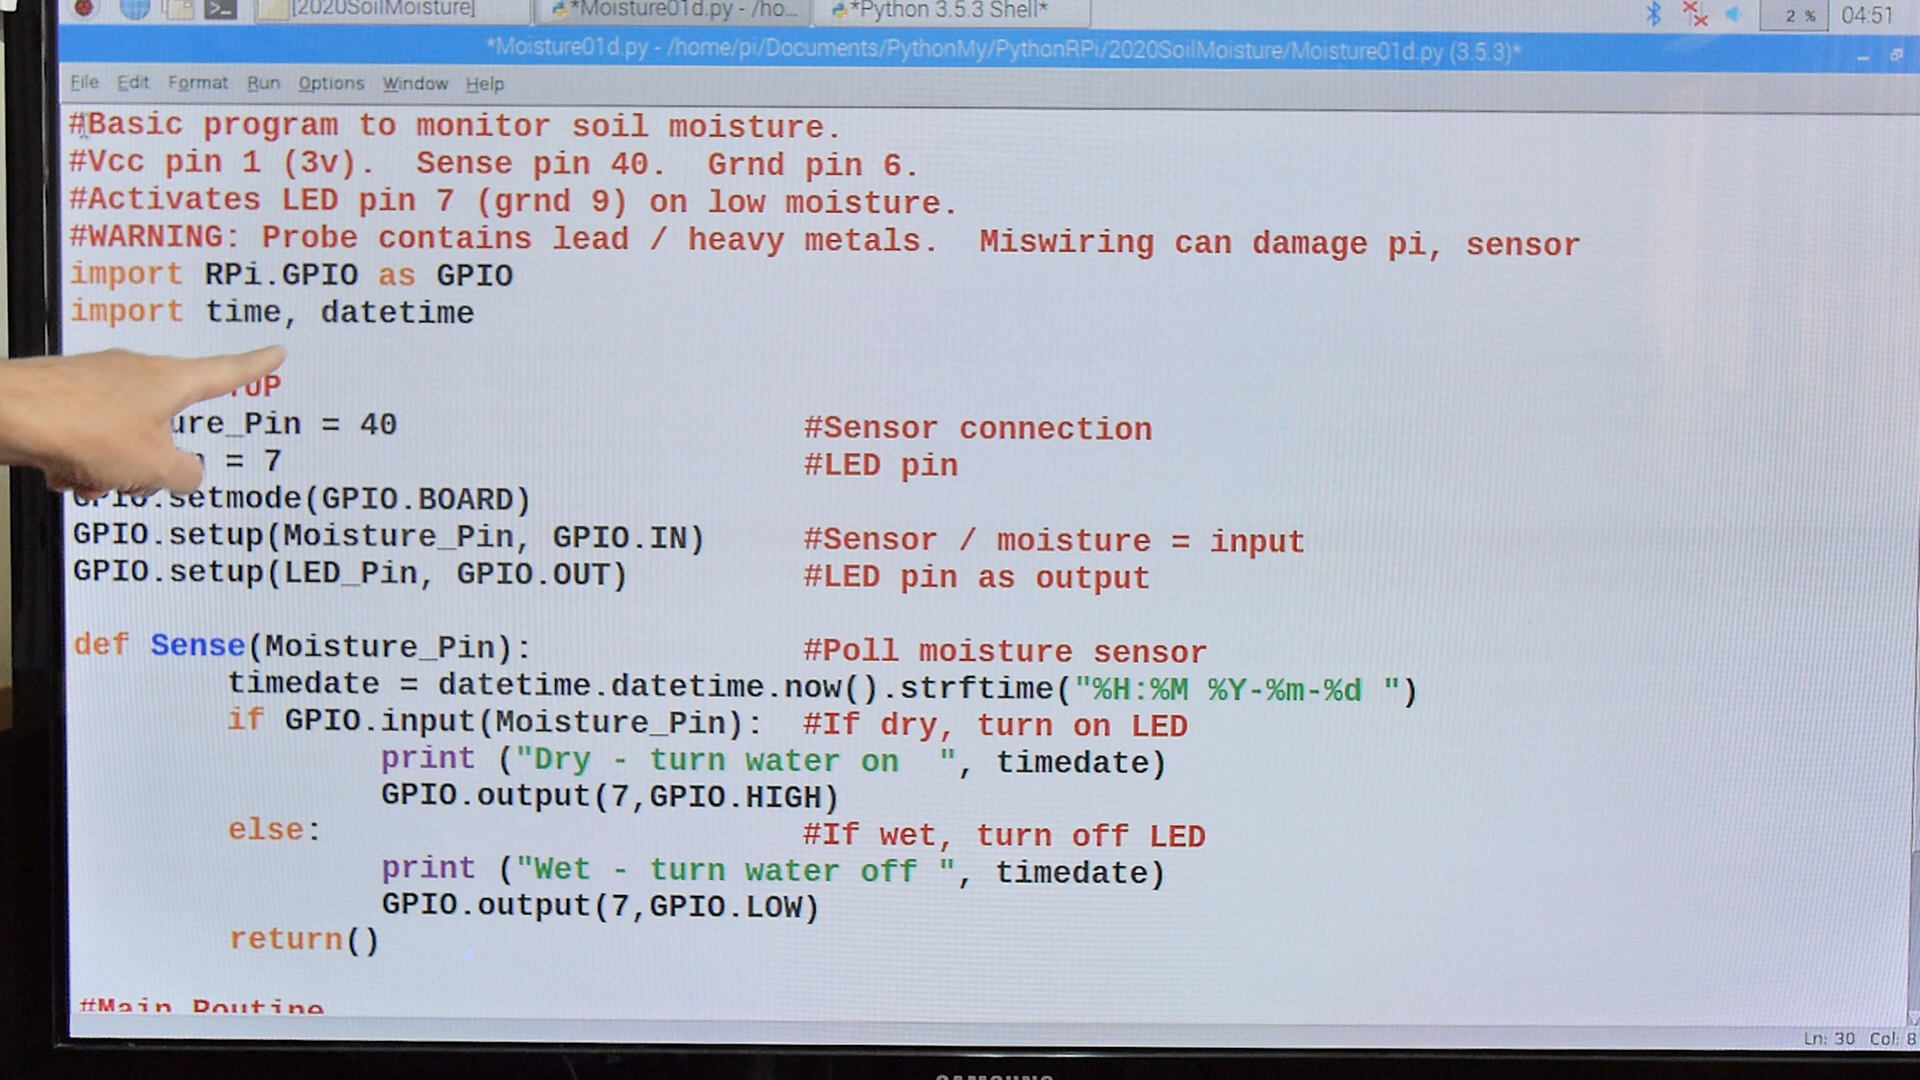 [2020SoilMoisture] *Moisture01d.py - /ho... *Python 3.5.3 Shell* 2 % 04:51
*Moisture01d.py - /home/pi/Documents/PythonMy/PythonRPi/2020SoilMoisture/Moisture01d.py (3.5.3)*
File Edit Format Run Options Window Help
#Basic program to monitor soil moisture.
#Vcc pin 1 (3v).  Sense pin 40.  Grnd pin 6.
#Activates LED pin 7 (grnd 9) on low moisture.
#WARNING: Probe contains lead / heavy metals.  Miswiring can damage pi, sensor
import RPi.GPIO as GPIO
import time, datetime
UP
ure_Pin = 40 #Sensor connection
= 7 #LED pin
GPIO.setmode(GPIO.BOARD)
GPIO.setup(Moisture_Pin, GPIO.IN) #Sensor / moisture = input
GPIO.setup(LED_Pin, GPIO.OUT) #LED pin as output
def Sense(Moisture_Pin): #Poll moisture sensor
timedate = datetime.datetime.now().strftime("%H:%M %Y-%m-%d ")
if GPIO.input(Moisture_Pin): #If dry, turn on LED
print ("Dry - turn water on  ", timedate)
GPIO.output(7,GPIO.HIGH)
else: #If wet, turn off LED
print ("Wet - turn water off ", timedate)
GPIO.output(7,GPIO.LOW)
return()
#Main Routine
Ln: 30 Col: 8
SAMSUNG